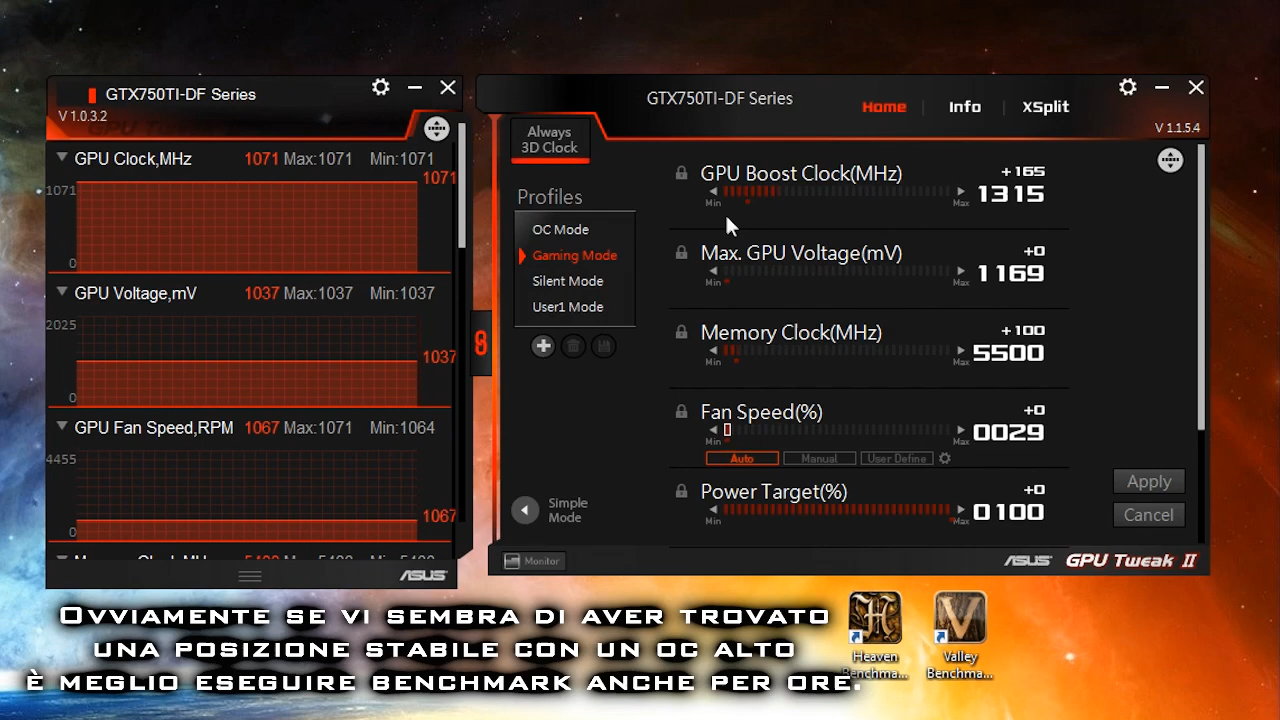 GTX750TI-DF Series
V 1.0.3.2
GPU Clock,MHz 1071 Max:1071 Min:1071
1071
1071
0
GPU Voltage,mV 1037 Max:1037 Min:1037
2025
1037
0
GPU Fan Speed,RPM 1067 Max:1071 Min:1064
4455
1067
0
ASUS
GTX750TI-DF Series
Home
Info
XSplit
V 1.1.5.4
Always
3D Clock
Profiles
OC Mode
Gaming Mode
Silent Mode
User1 Mode
Simple
Mode
Monitor
GPU Boost Clock(MHz)
+165
1315
Min
Max
Max. GPU Voltage(mV)
+0
1169
Min
Max
Memory Clock(MHz)
+100
5500
Min
Max
Fan Speed(%)
+0
0029
Min
Max
Auto
Manual
User Define
Power Target(%)
+0
0100
Min
Max
Apply
Cancel
ASUS GPU Tweak II
Heaven
Valley
Benchma...
OVVIAMENTE SE VI SEMBRA DI AVER TROVATO
UNA POSIZIONE STABILE CON UN OC ALTO
È MEGLIO ESEGUIRE BENCHMARK ANCHE PER ORE.